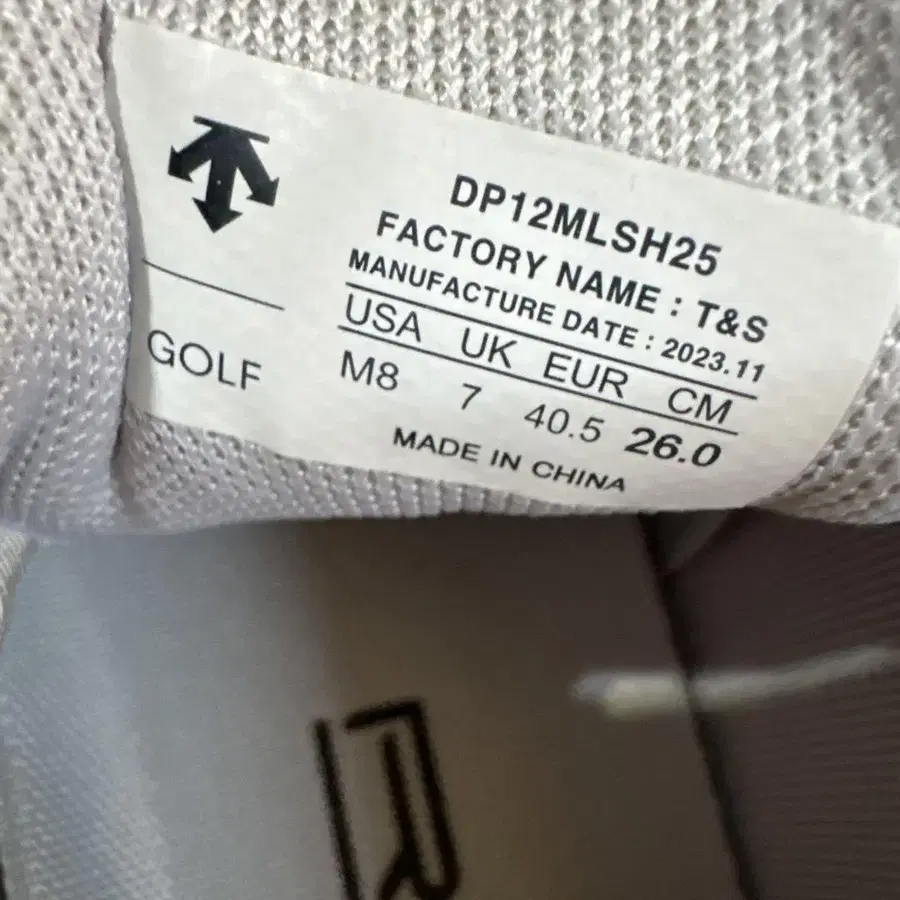 DP12MLSH25
FACTORY NAME : T&S
MANUFACTURE DATE : 2023.11
USA UK EUR CM
M8 7 40.5 26.0
MADE IN CHINA
GOLF
R